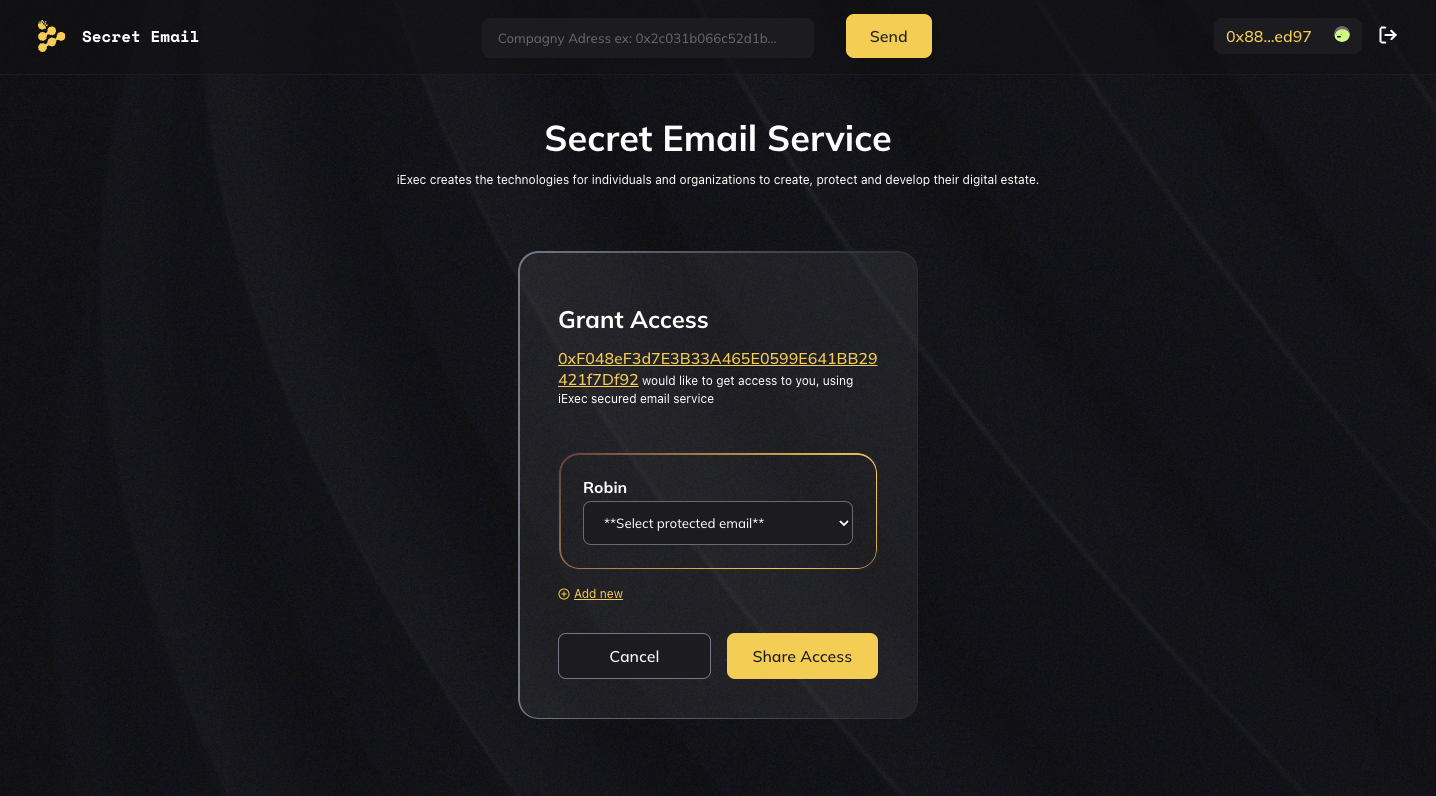 Secret Email
Compagny Adress ex: 0x2c031b066c52d1b...
Send
0x88...ed97
Secret Email Service
iExec creates the technologies for individuals and organizations to create, protect and develop their digital estate.
Grant Access
0xF048eF3d7E3B33A465E0599E641BB29
421f7Df92 would like to get access to you, using
iExec secured email service
Robin
**Select protected email**
Add new
Cancel
Share Access